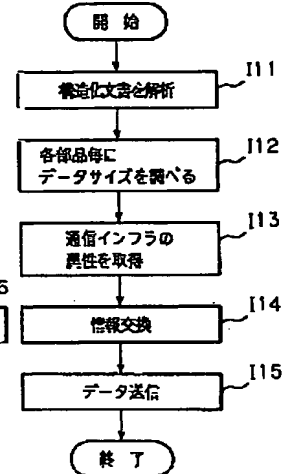 開 始
構造化文書を解析
I11
各部品毎に
データサイズを調べる
I12
通信インフラの
属性を取得
I13
6
情報交換
I14
データ送信
I15
終 了